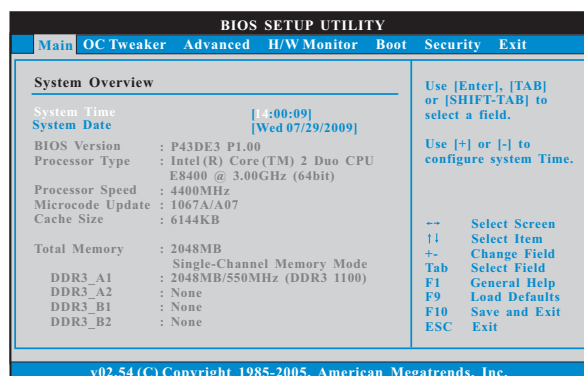 BIOS SETUP UTILITY
Main OC Tweaker Advanced H/W Monitor Boot Security Exit
System Overview
System Time [14:00:09]
System Date [Wed 07/29/2009]
BIOS Version : P43DE3 P1.00
Processor Type : Intel (R) Core (TM) 2 Duo CPU
E8400 @ 3.00GHz (64bit)
Processor Speed : 4400MHz
Microcode Update : 1067A/A07
Cache Size : 6144KB
Total Memory : 2048MB
Single-Channel Memory Mode
DDR3_A1 : 2048MB/550MHz (DDR3 1100)
DDR3_A2 : None
DDR3_B1 : None
DDR3_B2 : None
Use [Enter], [TAB]
or [SHIFT-TAB] to
select a field.
Use [+] or [-] to
configure system Time.
←→ Select Screen
↑↓ Select Item
+- Change Field
Tab Select Field
F1 General Help
F9 Load Defaults
F10 Save and Exit
ESC Exit
v02.54 (C) Copyright 1985-2005, American Megatrends, Inc.